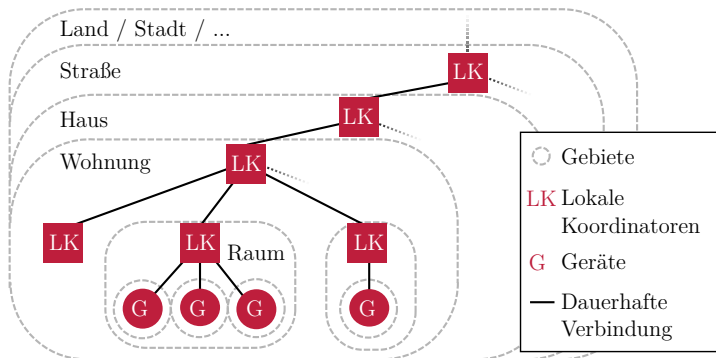 Land / Stadt / ...
Straße
LK
Haus
LK
Wohnung
LK
LK
LK
Raum
LK
G
G
G
G
Gebiete
LK Lokale
Koordinatoren
G Geräte
Dauerhafte
Verbindung